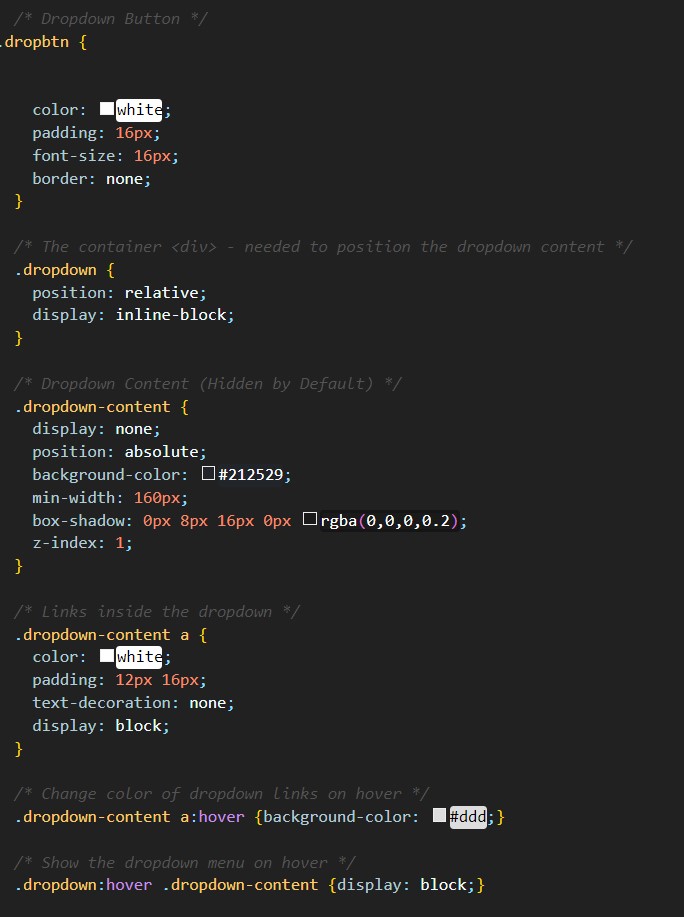 /* Dropdown Button */
.dropbtn {
color: white;
padding: 16px;
font-size: 16px;
border: none;
}
/* The container <div> - needed to position the dropdown content */
.dropdown {
position: relative;
display: inline-block;
}
/* Dropdown Content (Hidden by Default) */
.dropdown-content {
display: none;
position: absolute;
background-color: #212529;
min-width: 160px;
box-shadow: 0px 8px 16px 0px rgba(0,0,0,0.2);
z-index: 1;
}
/* Links inside the dropdown */
.dropdown-content a {
color: white;
padding: 12px 16px;
text-decoration: none;
display: block;
}
/* Change color of dropdown links on hover */
.dropdown-content a:hover {background-color: #ddd;}
/* Show the dropdown menu on hover */
.dropdown:hover .dropdown-content {display: block;}